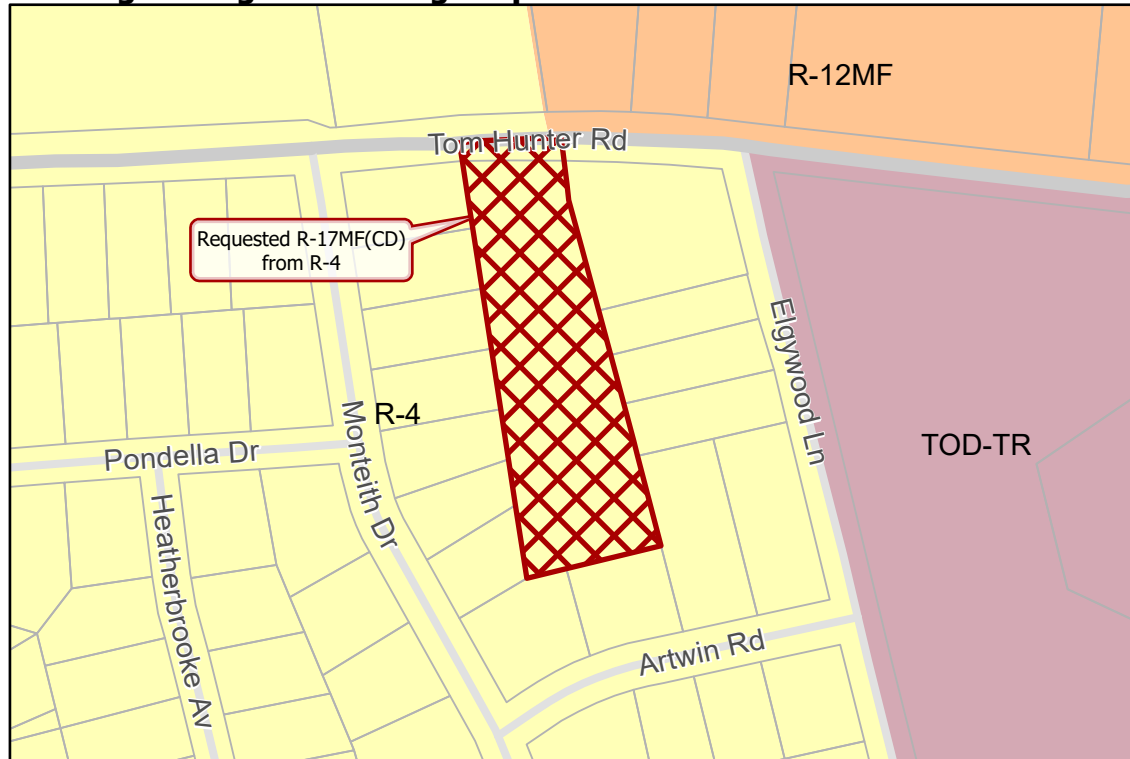 R-12MF
Tom Hunter Rd
Requested R-17MF(CD)
from R-4
Elgywood Ln
R-4
Monteith Dr
TOD-TR
Pondella Dr
Heatherbrooke Av
Artwin Rd